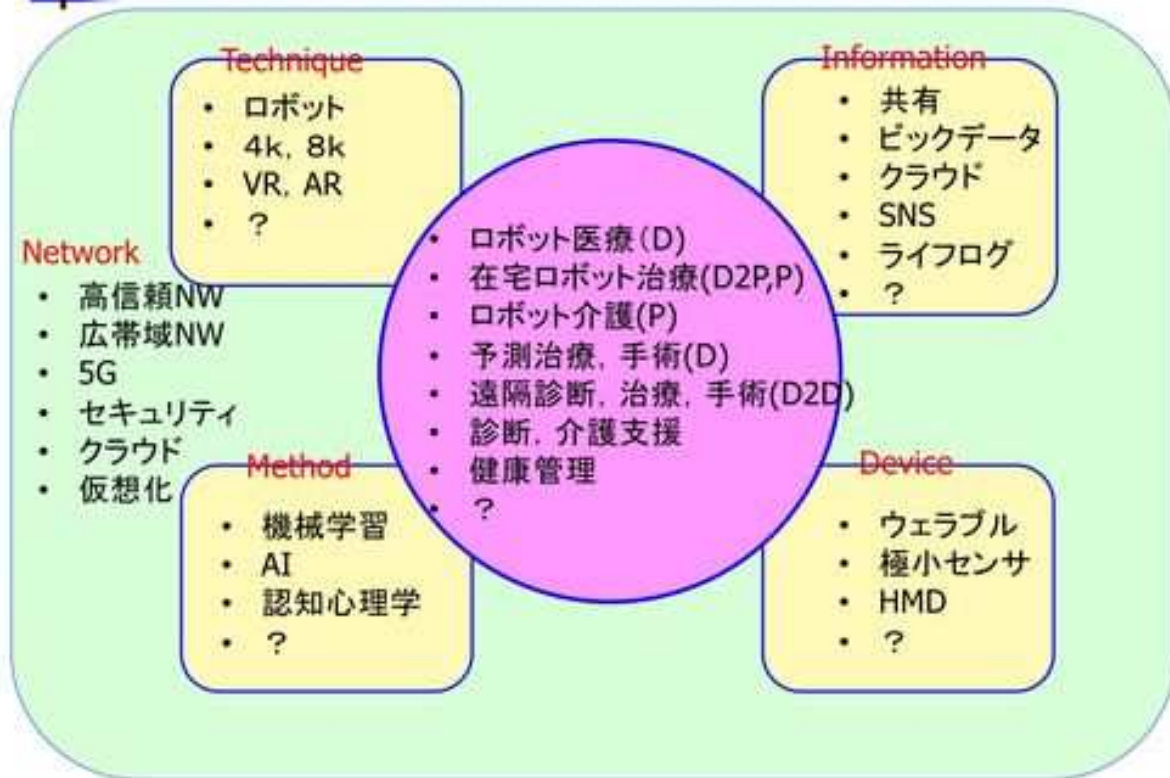 Technique
• ロボット
• 4k, 8k
• VR, AR
• ？
Information
• 共有
• ビックデータ
• クラウド
• SNS
• ライフログ
• ？
Network
• 高信頼NW
• 広帯域NW
• 5G
• セキュリティ
• クラウド
• 仮想化
• ロボット医療(D)
• 在宅ロボット治療(D2P,P)
• ロボット介護(P)
• 予測治療, 手術(D)
• 遠隔診断, 治療, 手術(D2D)
• 診断, 介護支援
• 健康管理
• ？
Method
• 機械学習
• AI
• 認知心理学
• ？
Device
• ウェラブル
• 極小センサ
• HMD
• ？